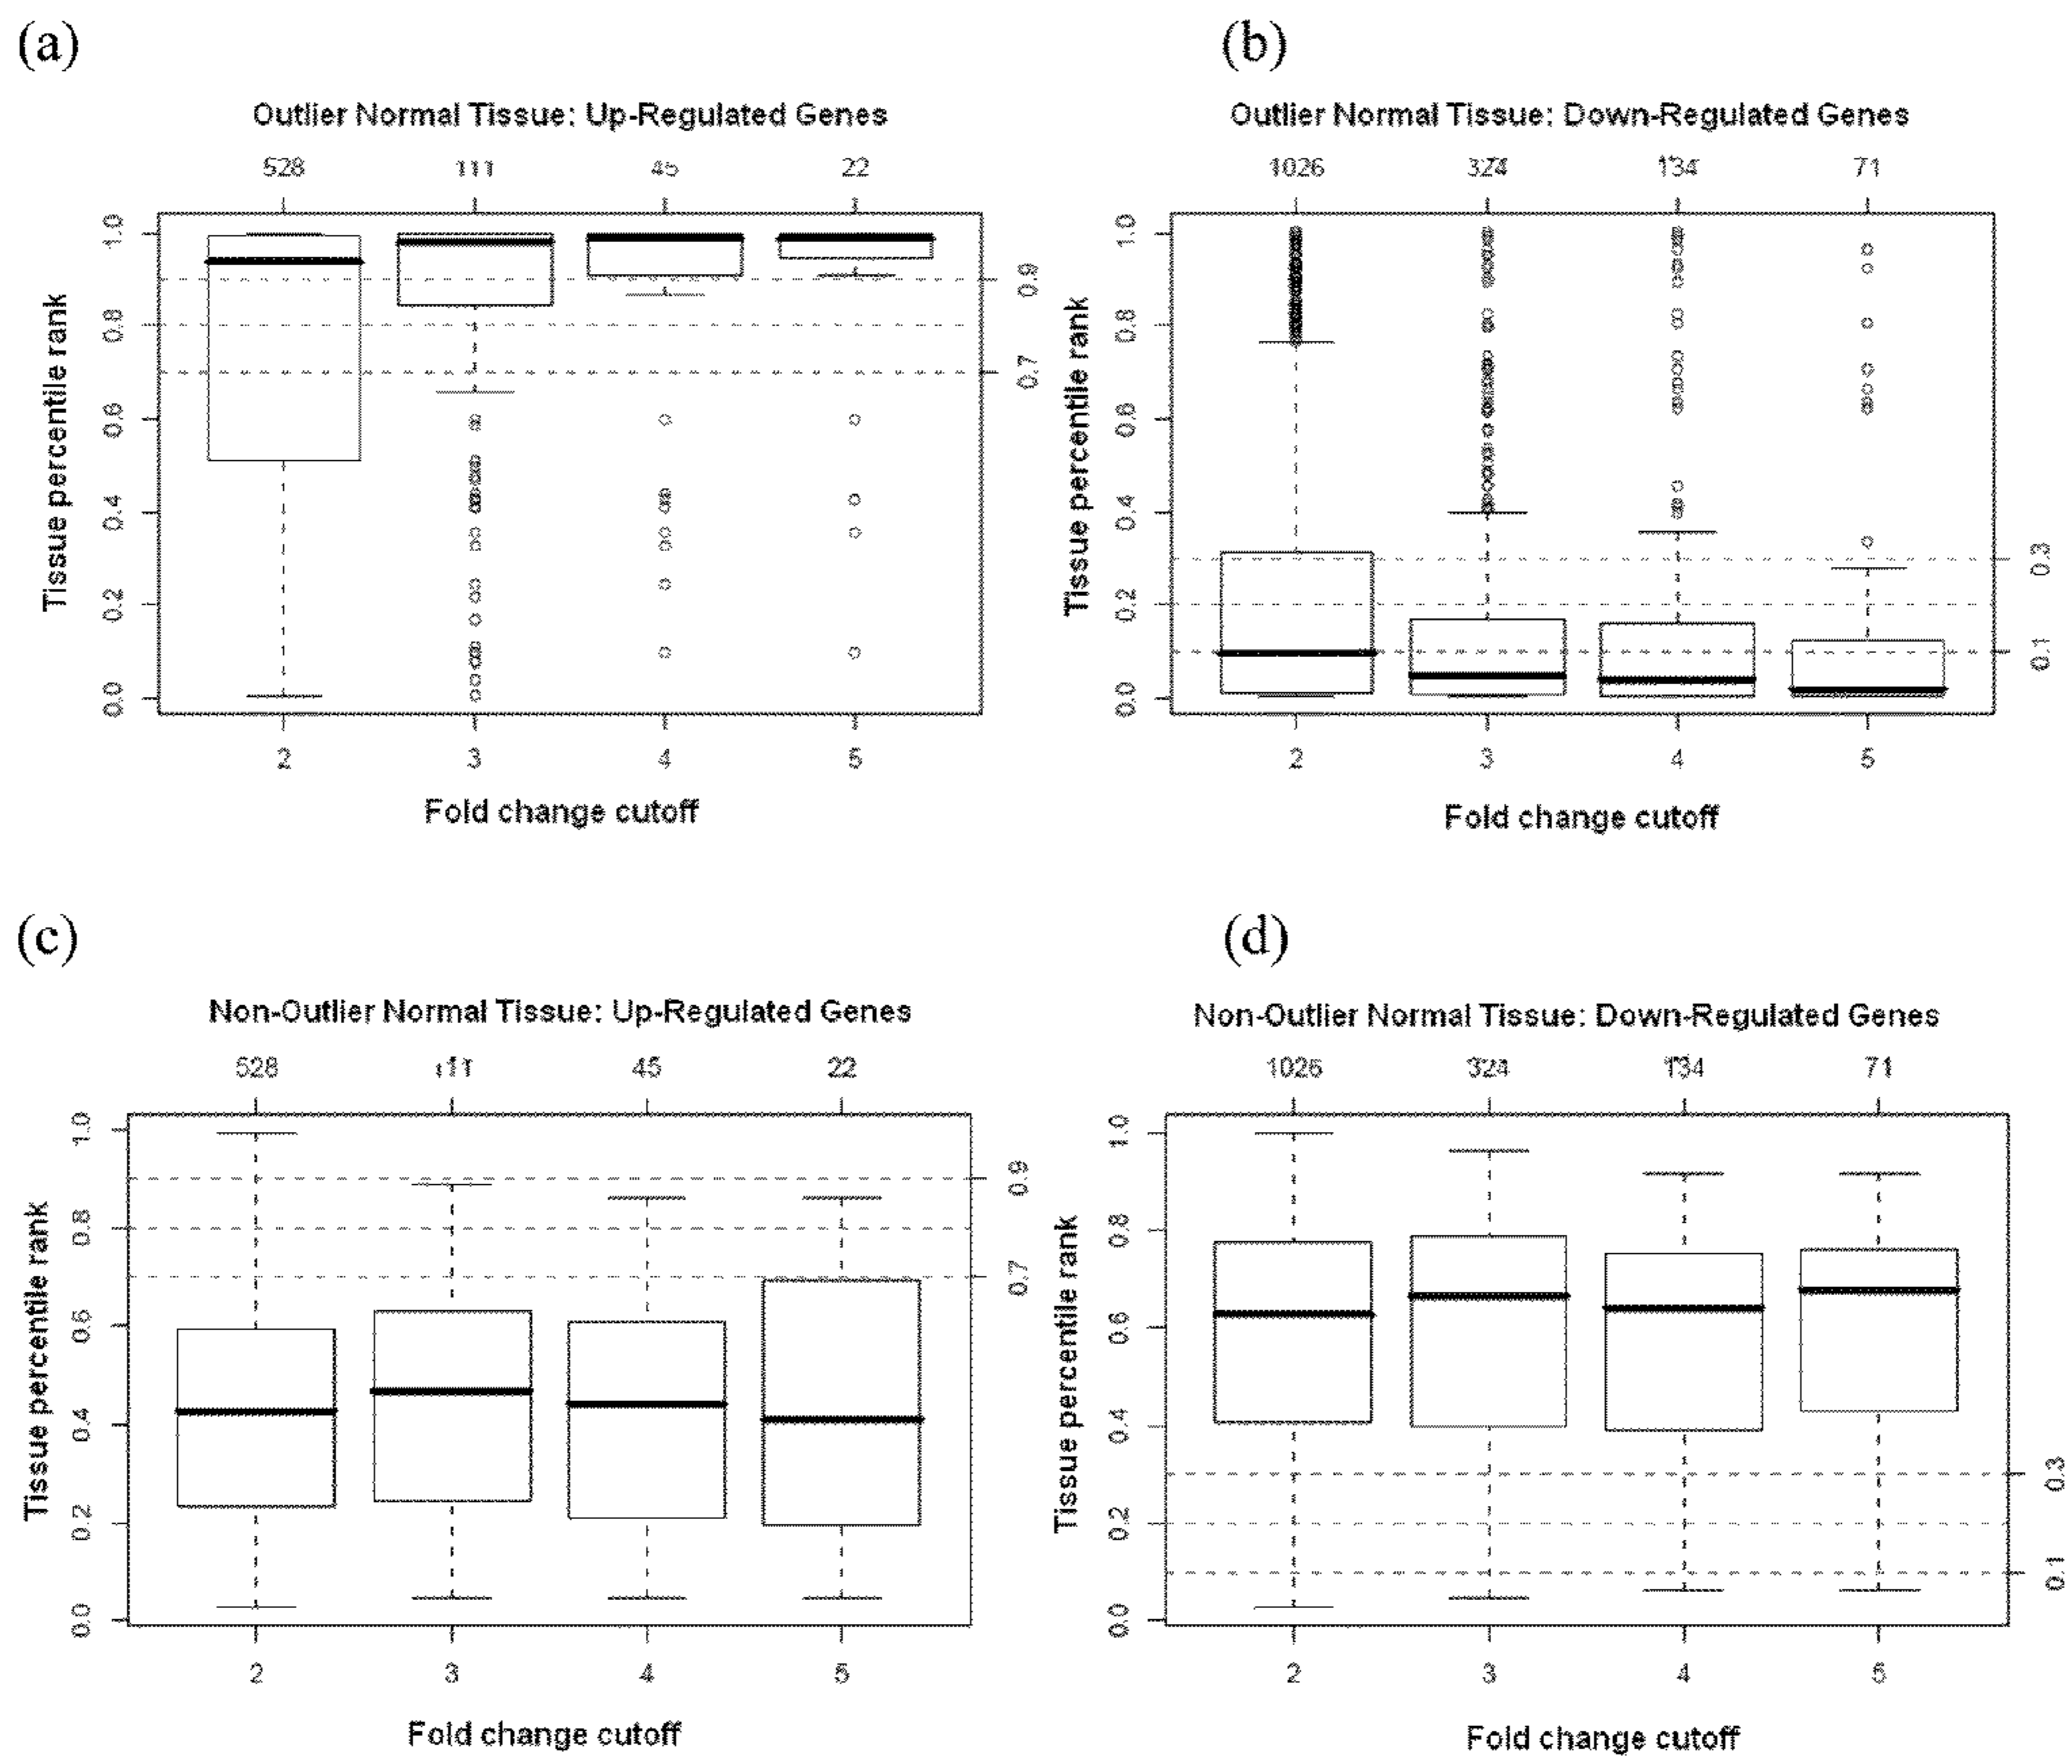 (a)
Outlier Normal Tissue: Up-Regulated Genes
528 111 45 22
Tissue percentile rank
1.0
0.8
0.6
0.4
0.2
0.0
0.9
0.7
2 3 4 5
Fold change cutoff
(b)
Outlier Normal Tissue: Down-Regulated Genes
1026 324 134 71
Tissue percentile rank
1.0
0.8
0.6
0.4
0.2
0.0
0.3
0.1
2 3 4 5
Fold change cutoff
(c)
Non-Outlier Normal Tissue: Up-Regulated Genes
528 111 45 22
Tissue percentile rank
1.0
0.8
0.6
0.4
0.2
0.0
0.9
0.7
2 3 4 5
Fold change cutoff
(d)
Non-Outlier Normal Tissue: Down-Regulated Genes
1026 324 134 71
Tissue percentile rank
1.0
0.8
0.6
0.4
0.2
0.0
0.3
0.1
2 3 4 5
Fold change cutoff